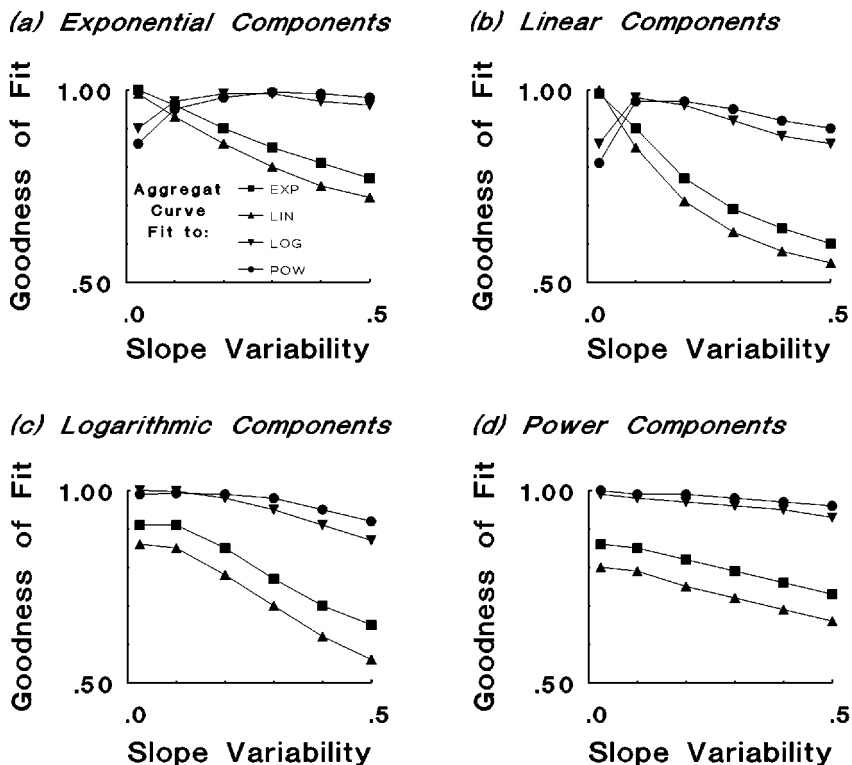 (a) Exponential Components
Goodness of Fit
1.00
.50
Aggregat
Curve
Fit to:
EXP
LIN
LOG
POW
.0
.5
Slope Variability
(b) Linear Components
Goodness of Fit
1.00
.50
.0
.5
Slope Variability
(c) Logarithmic Components
Goodness of Fit
1.00
.50
.0
.5
Slope Variability
(d) Power Components
Goodness of Fit
1.00
.50
.0
.5
Slope Variability